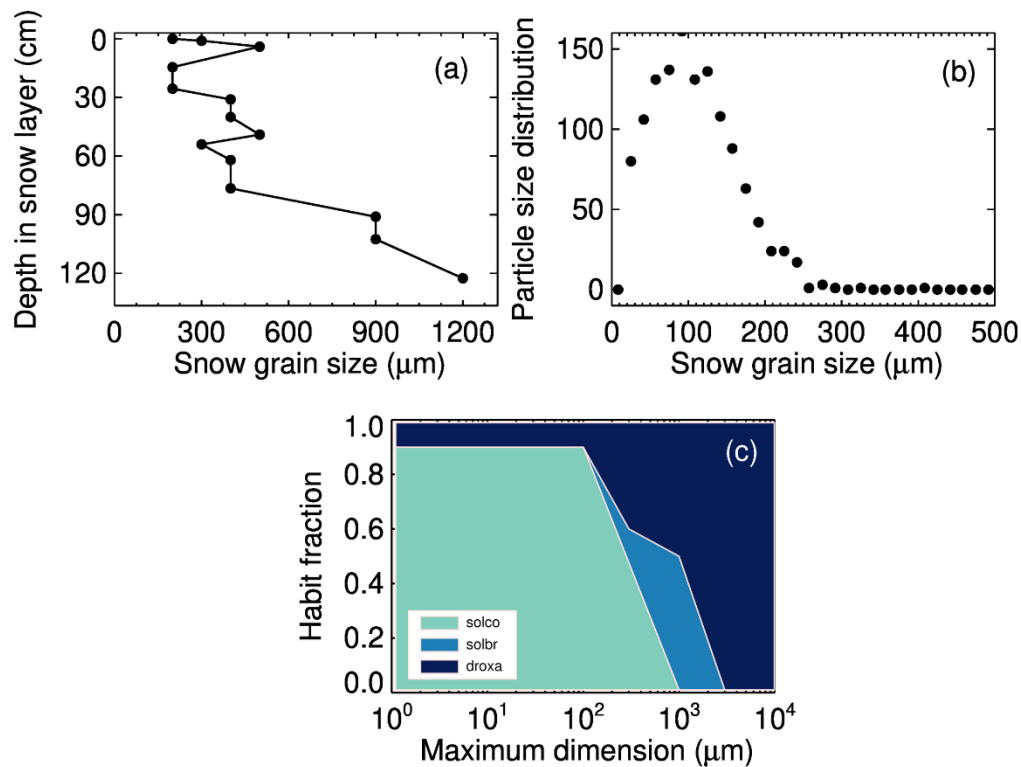 Depth in snow layer (cm)
0
30
60
90
120
(a)
0
300
600
900
1200
Snow grain size (μm)
Particle size distribution
150
100
50
0
(b)
0
100
200
300
400
500
Snow grain size (μm)
Habit fraction
1.0
0.8
0.6
0.4
0.2
0.0
(c)
solco
solbr
droxa
10⁰
10¹
10²
10³
10⁴
Maximum dimension (μm)